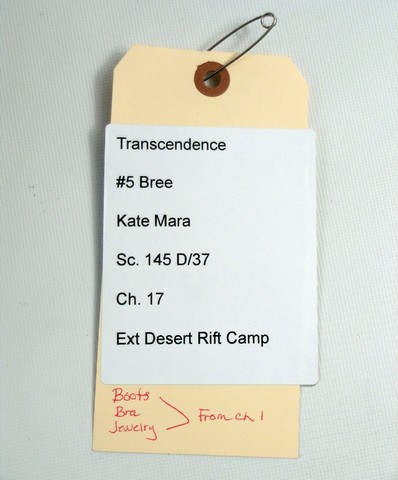 Transcendence
#5 Bree
Kate Mara
Sc. 145 D/37
Ch. 17
Ext Desert Rift Camp
Boots
Bra
Jewelry
From ch 1